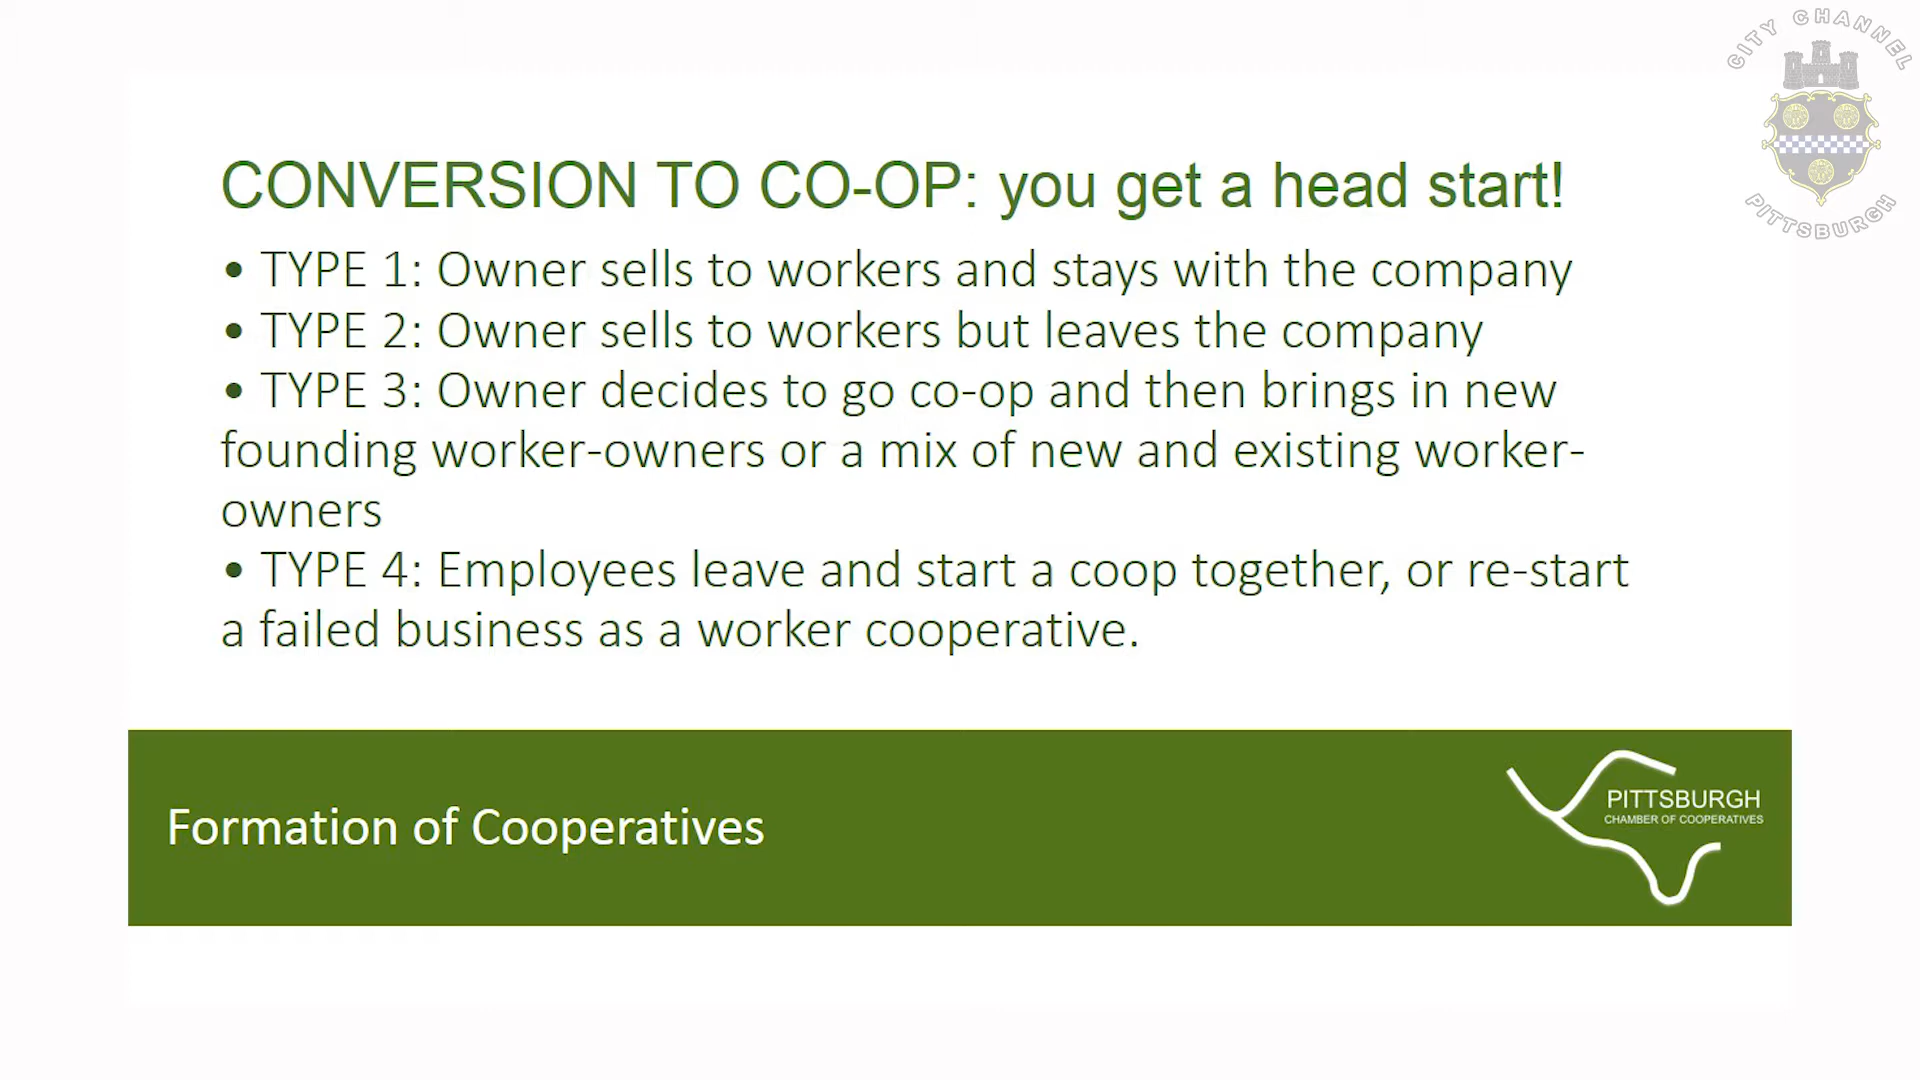 CITY CHANNEL
PITTSBURGH
CONVERSION TO CO-OP: you get a head start!
• TYPE 1: Owner sells to workers and stays with the company
• TYPE 2: Owner sells to workers but leaves the company
• TYPE 3: Owner decides to go co-op and then brings in new
founding worker-owners or a mix of new and existing worker-
owners
• TYPE 4: Employees leave and start a coop together, or re-start
a failed business as a worker cooperative.
Formation of Cooperatives
PITTSBURGH
CHAMBER OF COOPERATIVES